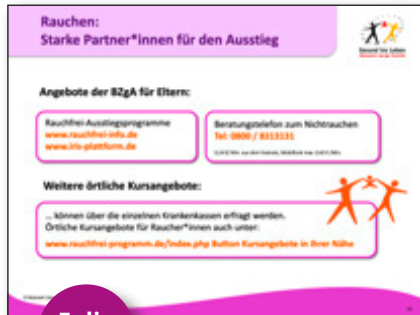 Rauchen:
Starke Partner*innen für den Ausstieg
Gesund ins Leben
Angebote der BZgA für Eltern:
Rauchfrei-Ausstiegsprogramme
www.rauchfrei-info.de
www.iris-plattform.de
Beratungstelefon zum Nichtrauchen
Tel: 0800 / 8313131
Weitere örtliche Kursangebote:
... können über die einzelnen Krankenkassen erfragt werden.
Örtliche Kursangebote für Raucher*innen auch unter:
www.rauchfrei-programm.de/index.php Button Kursangebote in Ihrer Nähe